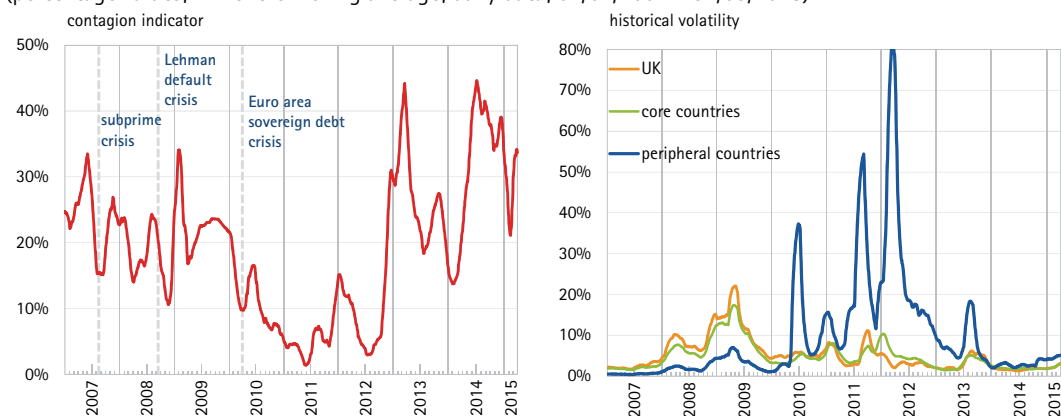 contagion indicator
50%
40%
30%
20%
10%
0%
subprime
crisis
Lehman
default
crisis
Euro area
sovereign debt
crisis
2007
2008
2009
2010
2011
2012
2013
2014
2015
historical volatility
80%
70%
60%
50%
40%
30%
20%
10%
0%
UK
core countries
peripheral countries
2007
2008
2009
2010
2011
2012
2013
2014
2015